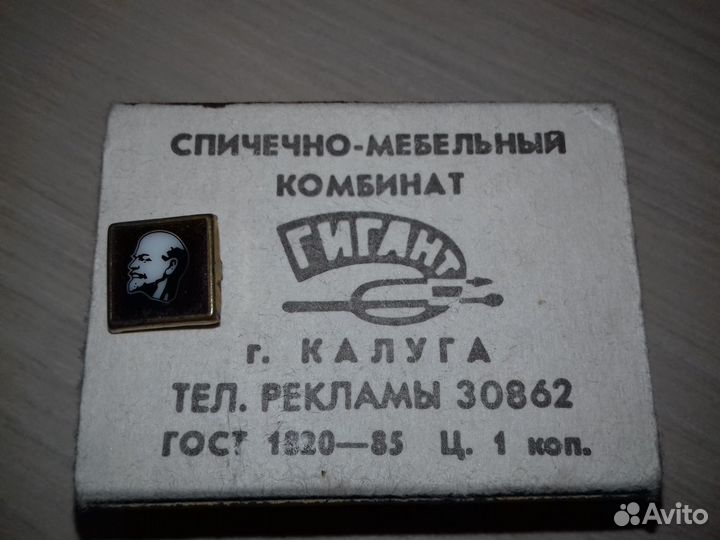 СПИЧЕЧНО-МЕБЕЛЬНЫЙ
КОМБИНАТ
ГИГАНТ
г. КАЛУГА
ТЕЛ. РЕКЛАМЫ 30862
ГОСТ 1820—85 Ц. 1 коп.
Avito